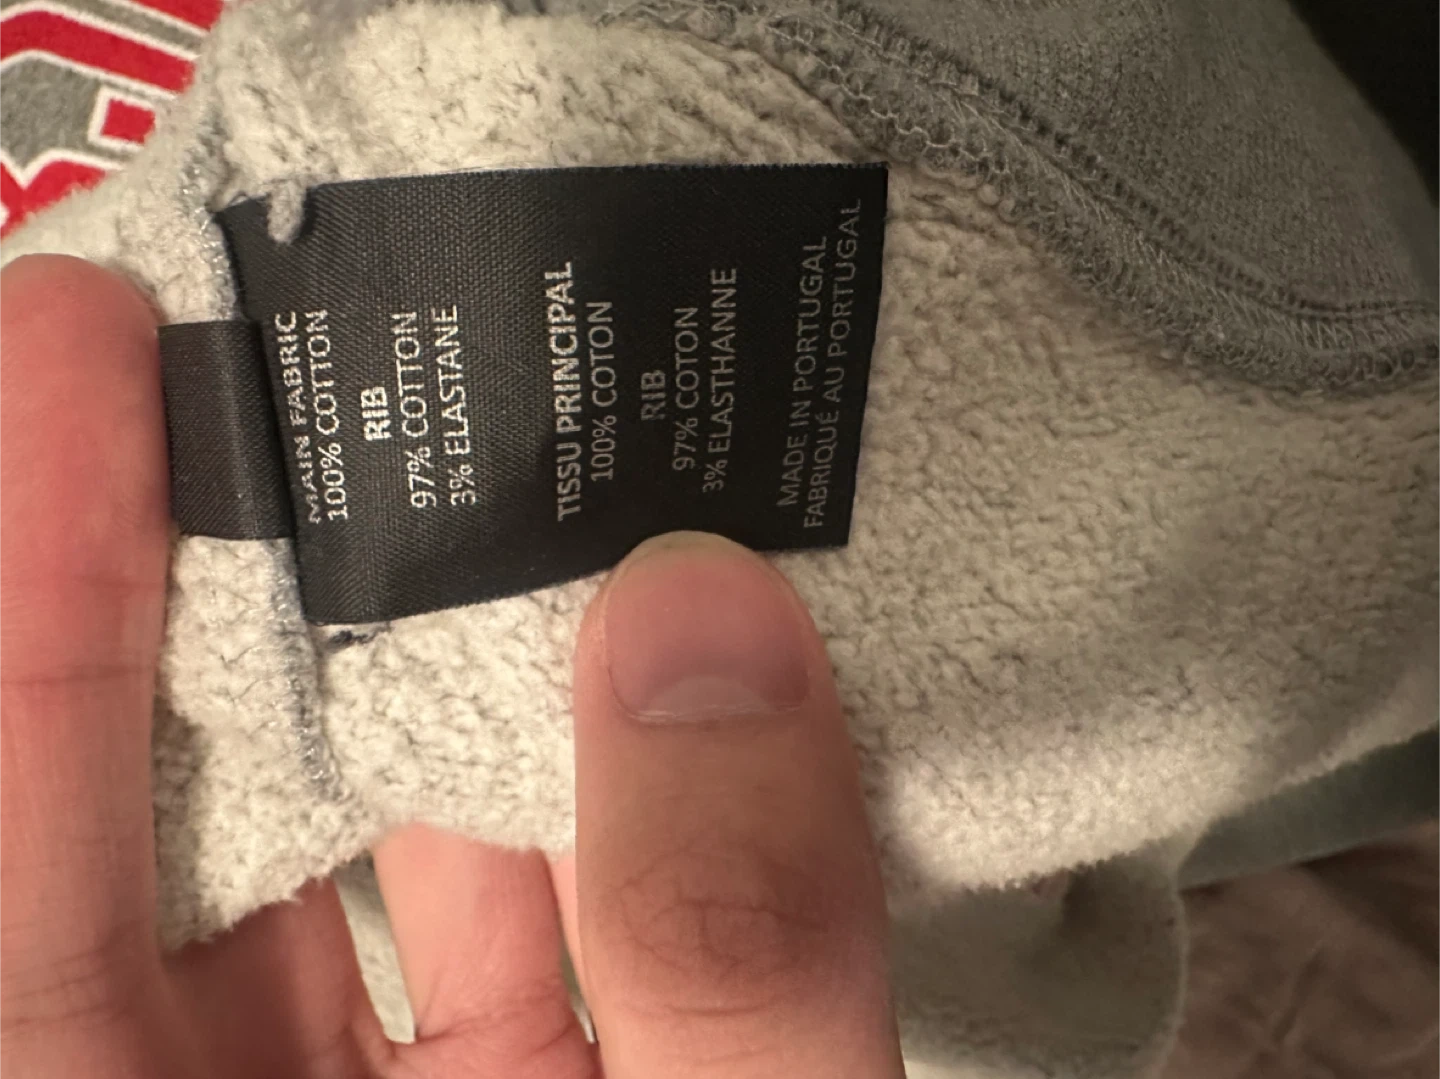 MAIN FABRIC
100% COTTON
RIB
97% COTTON
3% ELASTANE
TISSU PRINCIPAL
100% COTON
RIB
97% COTON
3% ELASTHANNE
MADE IN PORTUGAL
FABRIQUÉ AU PORTUGAL